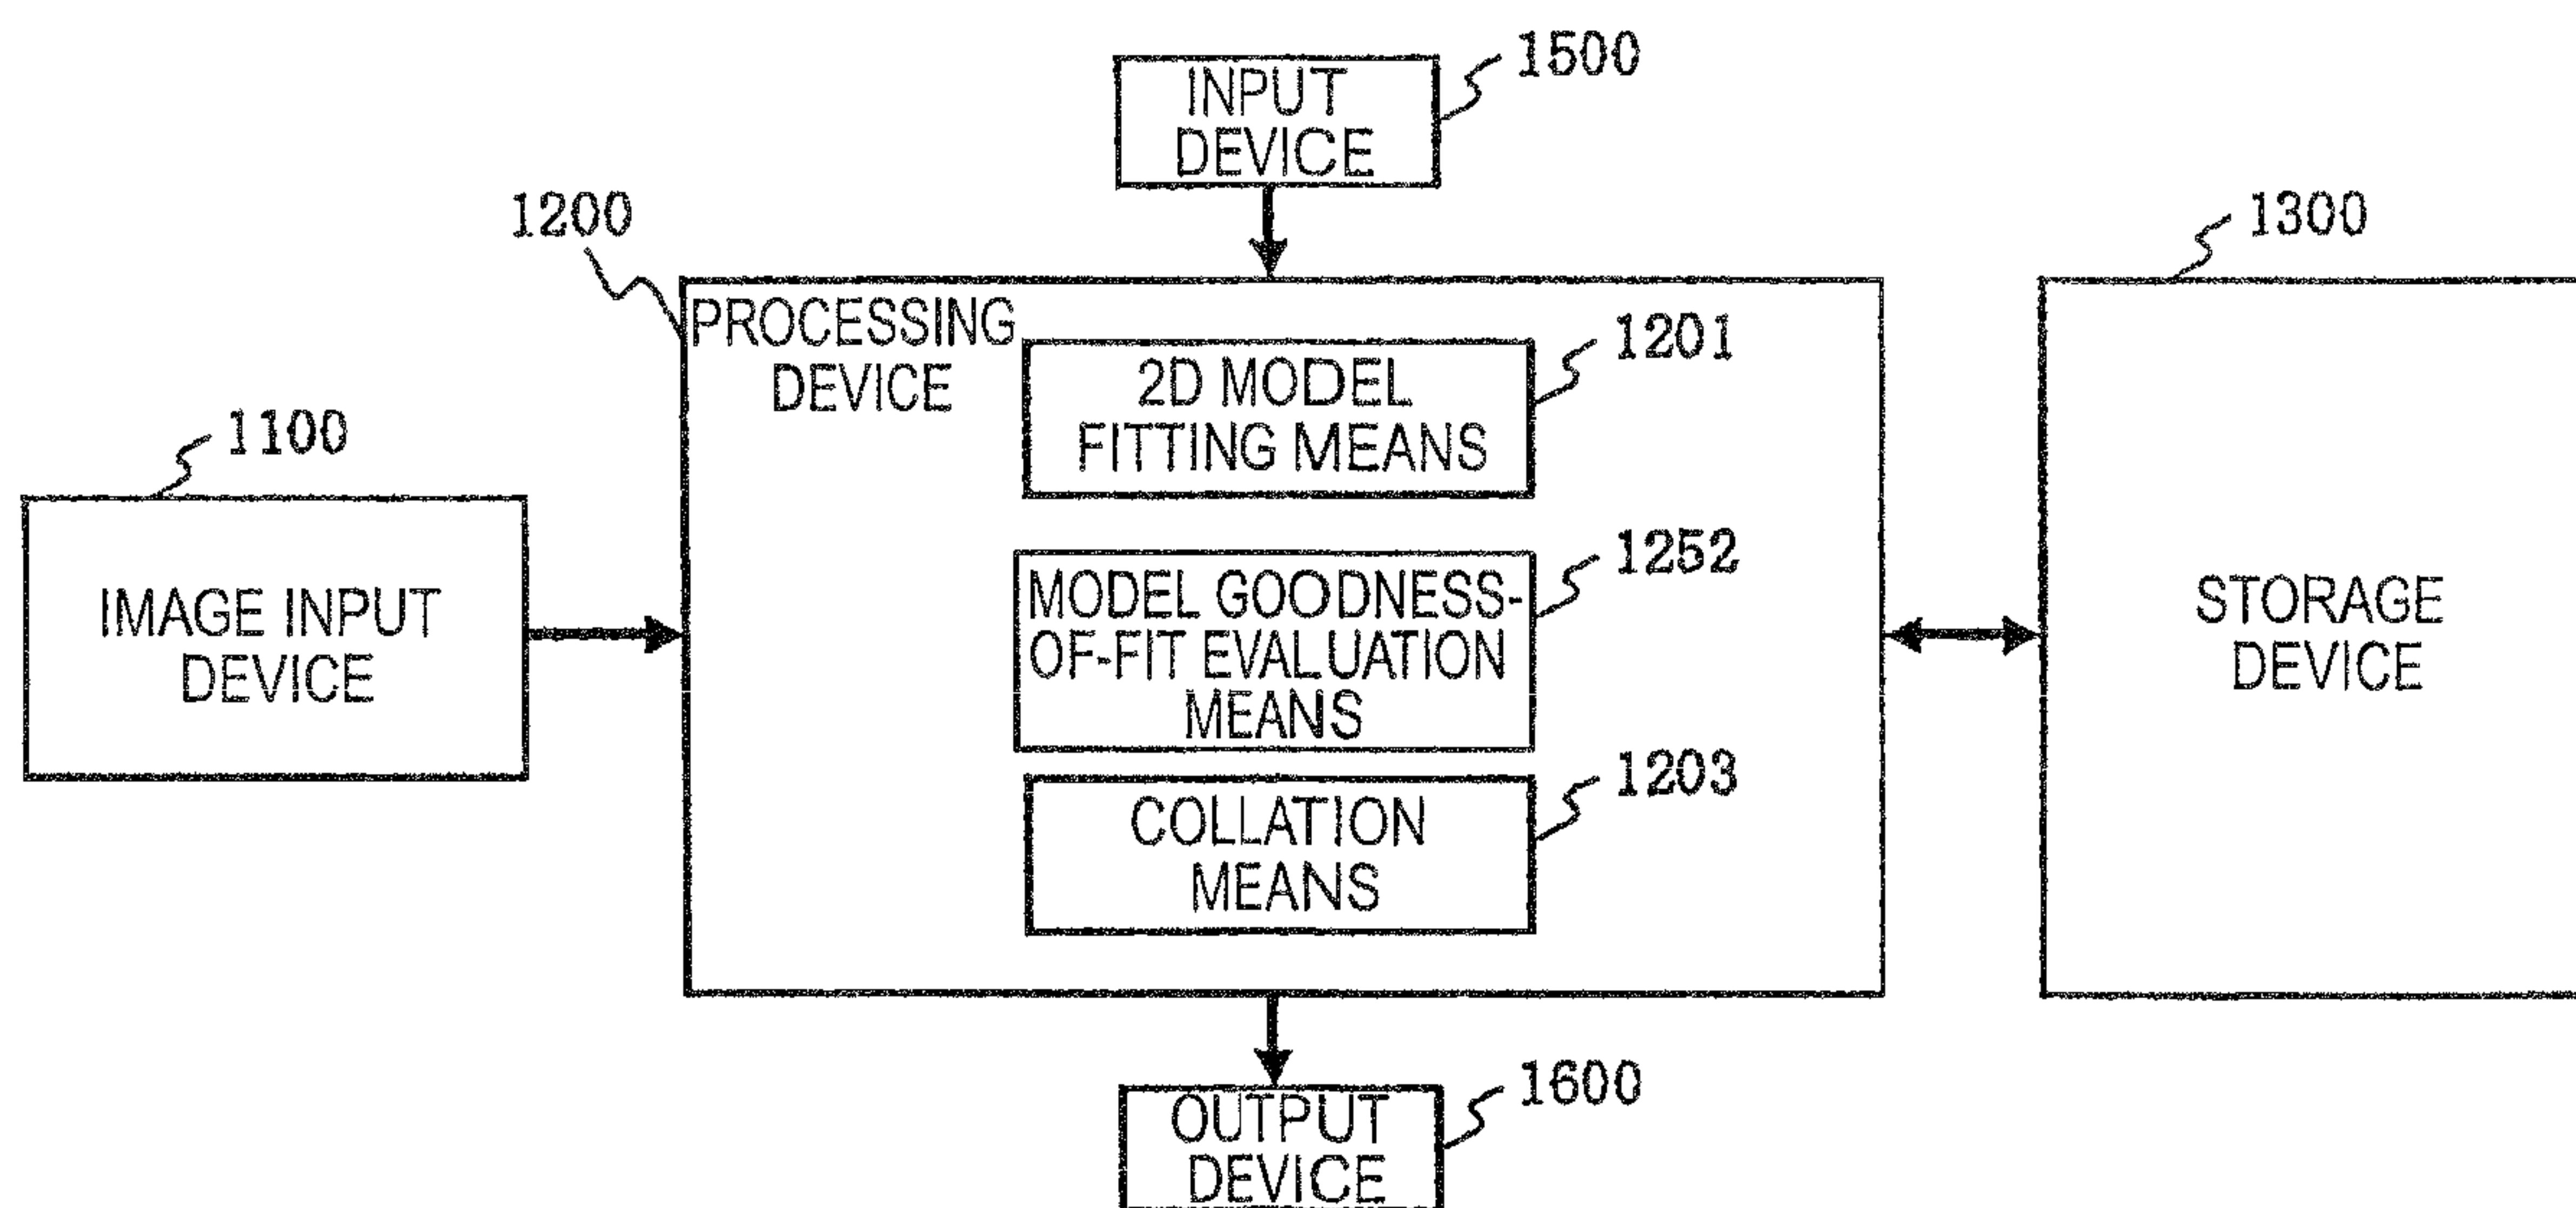 1500
INPUT
DEVICE
1200
1300
PROCESSING
DEVICE
1201
2D MODEL
FITTING MEANS
1100
IMAGE INPUT
DEVICE
1252
MODEL GOODNESS-
OF-FIT EVALUATION
MEANS
STORAGE
DEVICE
1203
COLLATION
MEANS
1600
OUTPUT
DEVICE